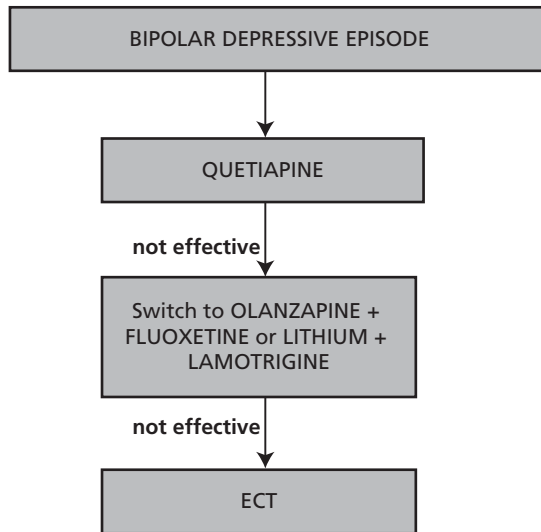 BIPOLAR DEPRESSIVE EPISODE
QUETIAPINE
not effective
Switch to OLANZAPINE +
FLUOXETINE or LITHIUM +
LAMOTRIGINE
not effective
ECT